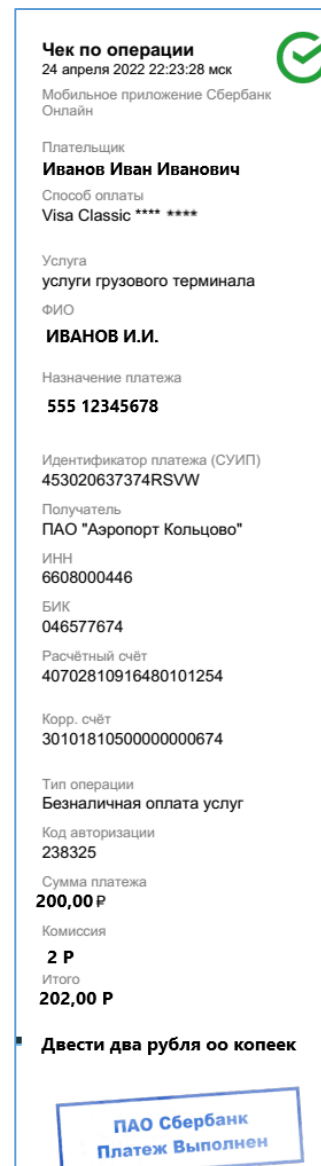 Чек по операции
24 апреля 2022 22:23:28 мск
Мобильное приложение Сбербанк
Онлайн
Плательщик
Иванов Иван Иванович
Способ оплаты
Visa Classic **** ****
Услуга
услуги грузового терминала
ФИО
ИВАНОВ И.И.
Назначение платежа
555 12345678
Идентификатор платежа (СУИП)
453020637374RSVW
Получатель
ПАО "Аэропорт Кольцово"
ИНН
6608000446
БИК
046577674
Расчётный счёт
40702810916480101254
Корр. счёт
30101810500000000674
Тип операции
Безналичная оплата услуг
Код авторизации
238325
Сумма платежа
200,00 ₽
Комиссия
2 Р
Итого
202,00 Р
Двести два рубля оо копеек
ПАО Сбербанк
Платеж Выполнен